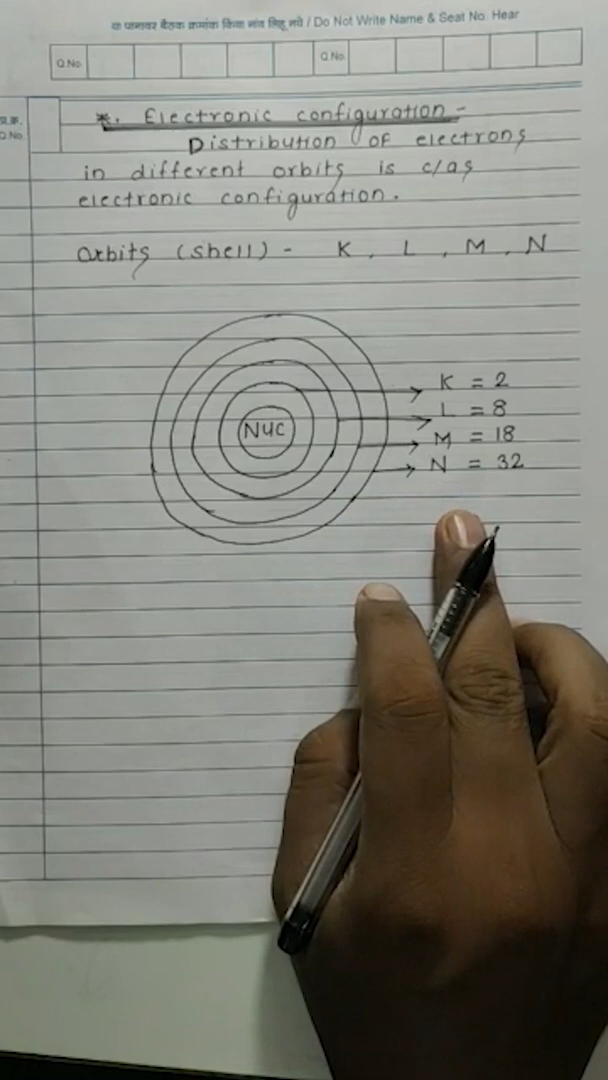 या पानावर बैठक क्रमांक किंवा नांव लिहू नये / Do Not Write Name & Seat No. Hear
Q.No. Q.No.
प्र.क्र.
Q.No.
*. Electronic configuration -
Distribution of electrons
in different orbits is c/as
electronic configuration.
orbits (shell) - K, L, M, N
K = 2
L = 8
NUC
M = 18
N = 32